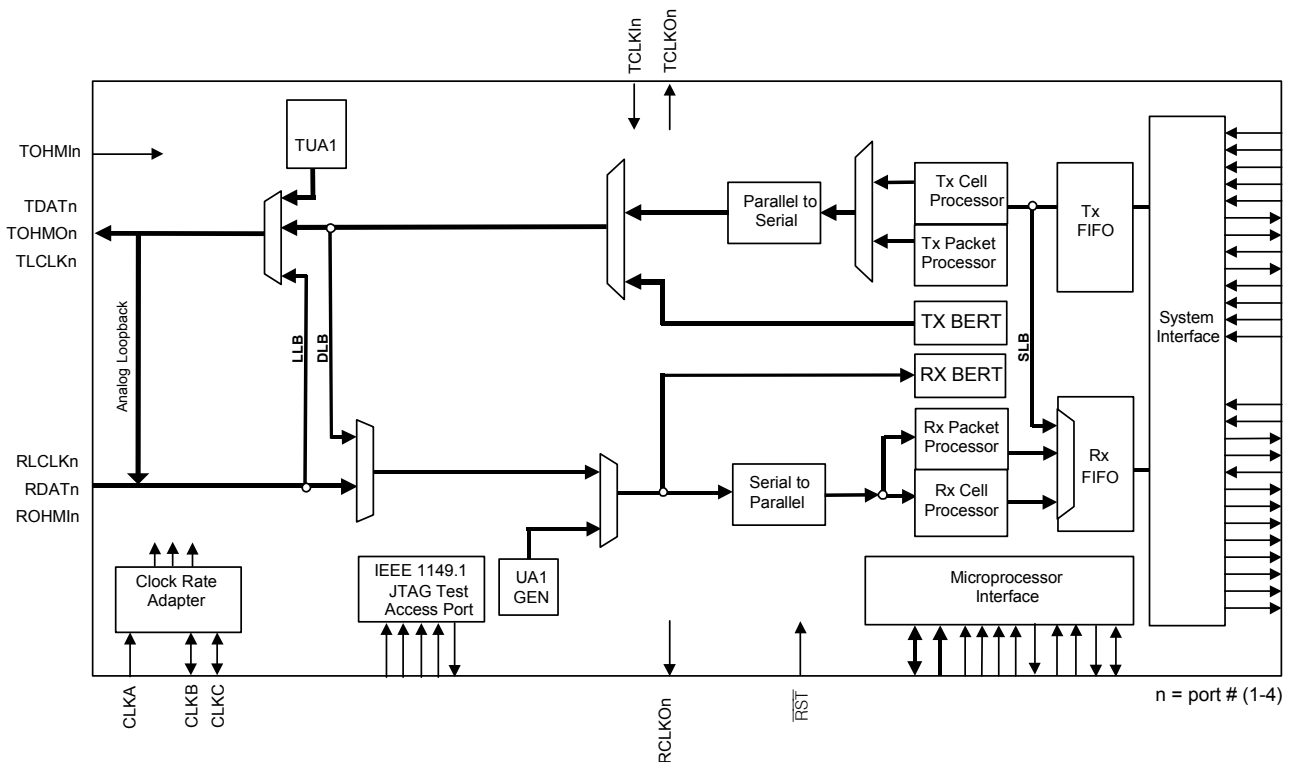 TCLKIn
TCLKOn
TOHMIn
TUA1
TDATn
TOHMOn
TLCLKn
Parallel to
Serial
Tx Cell
Processor
Tx Packet
Processor
Tx
FIFO
System
Interface
TX BERT
RX BERT
Analog Loopback
LLB
DLB
SLB
RLCLKn
RDATn
ROHMIn
Serial to
Parallel
Rx Packet
Processor
Rx Cell
Processor
Rx
FIFO
Clock Rate
Adapter
IEEE 1149.1
JTAG Test
Access Port
UA1
GEN
Microprocessor
Interface
CLKA
CLKB
CLKC
RCLKOn
RST
n = port # (1-4)